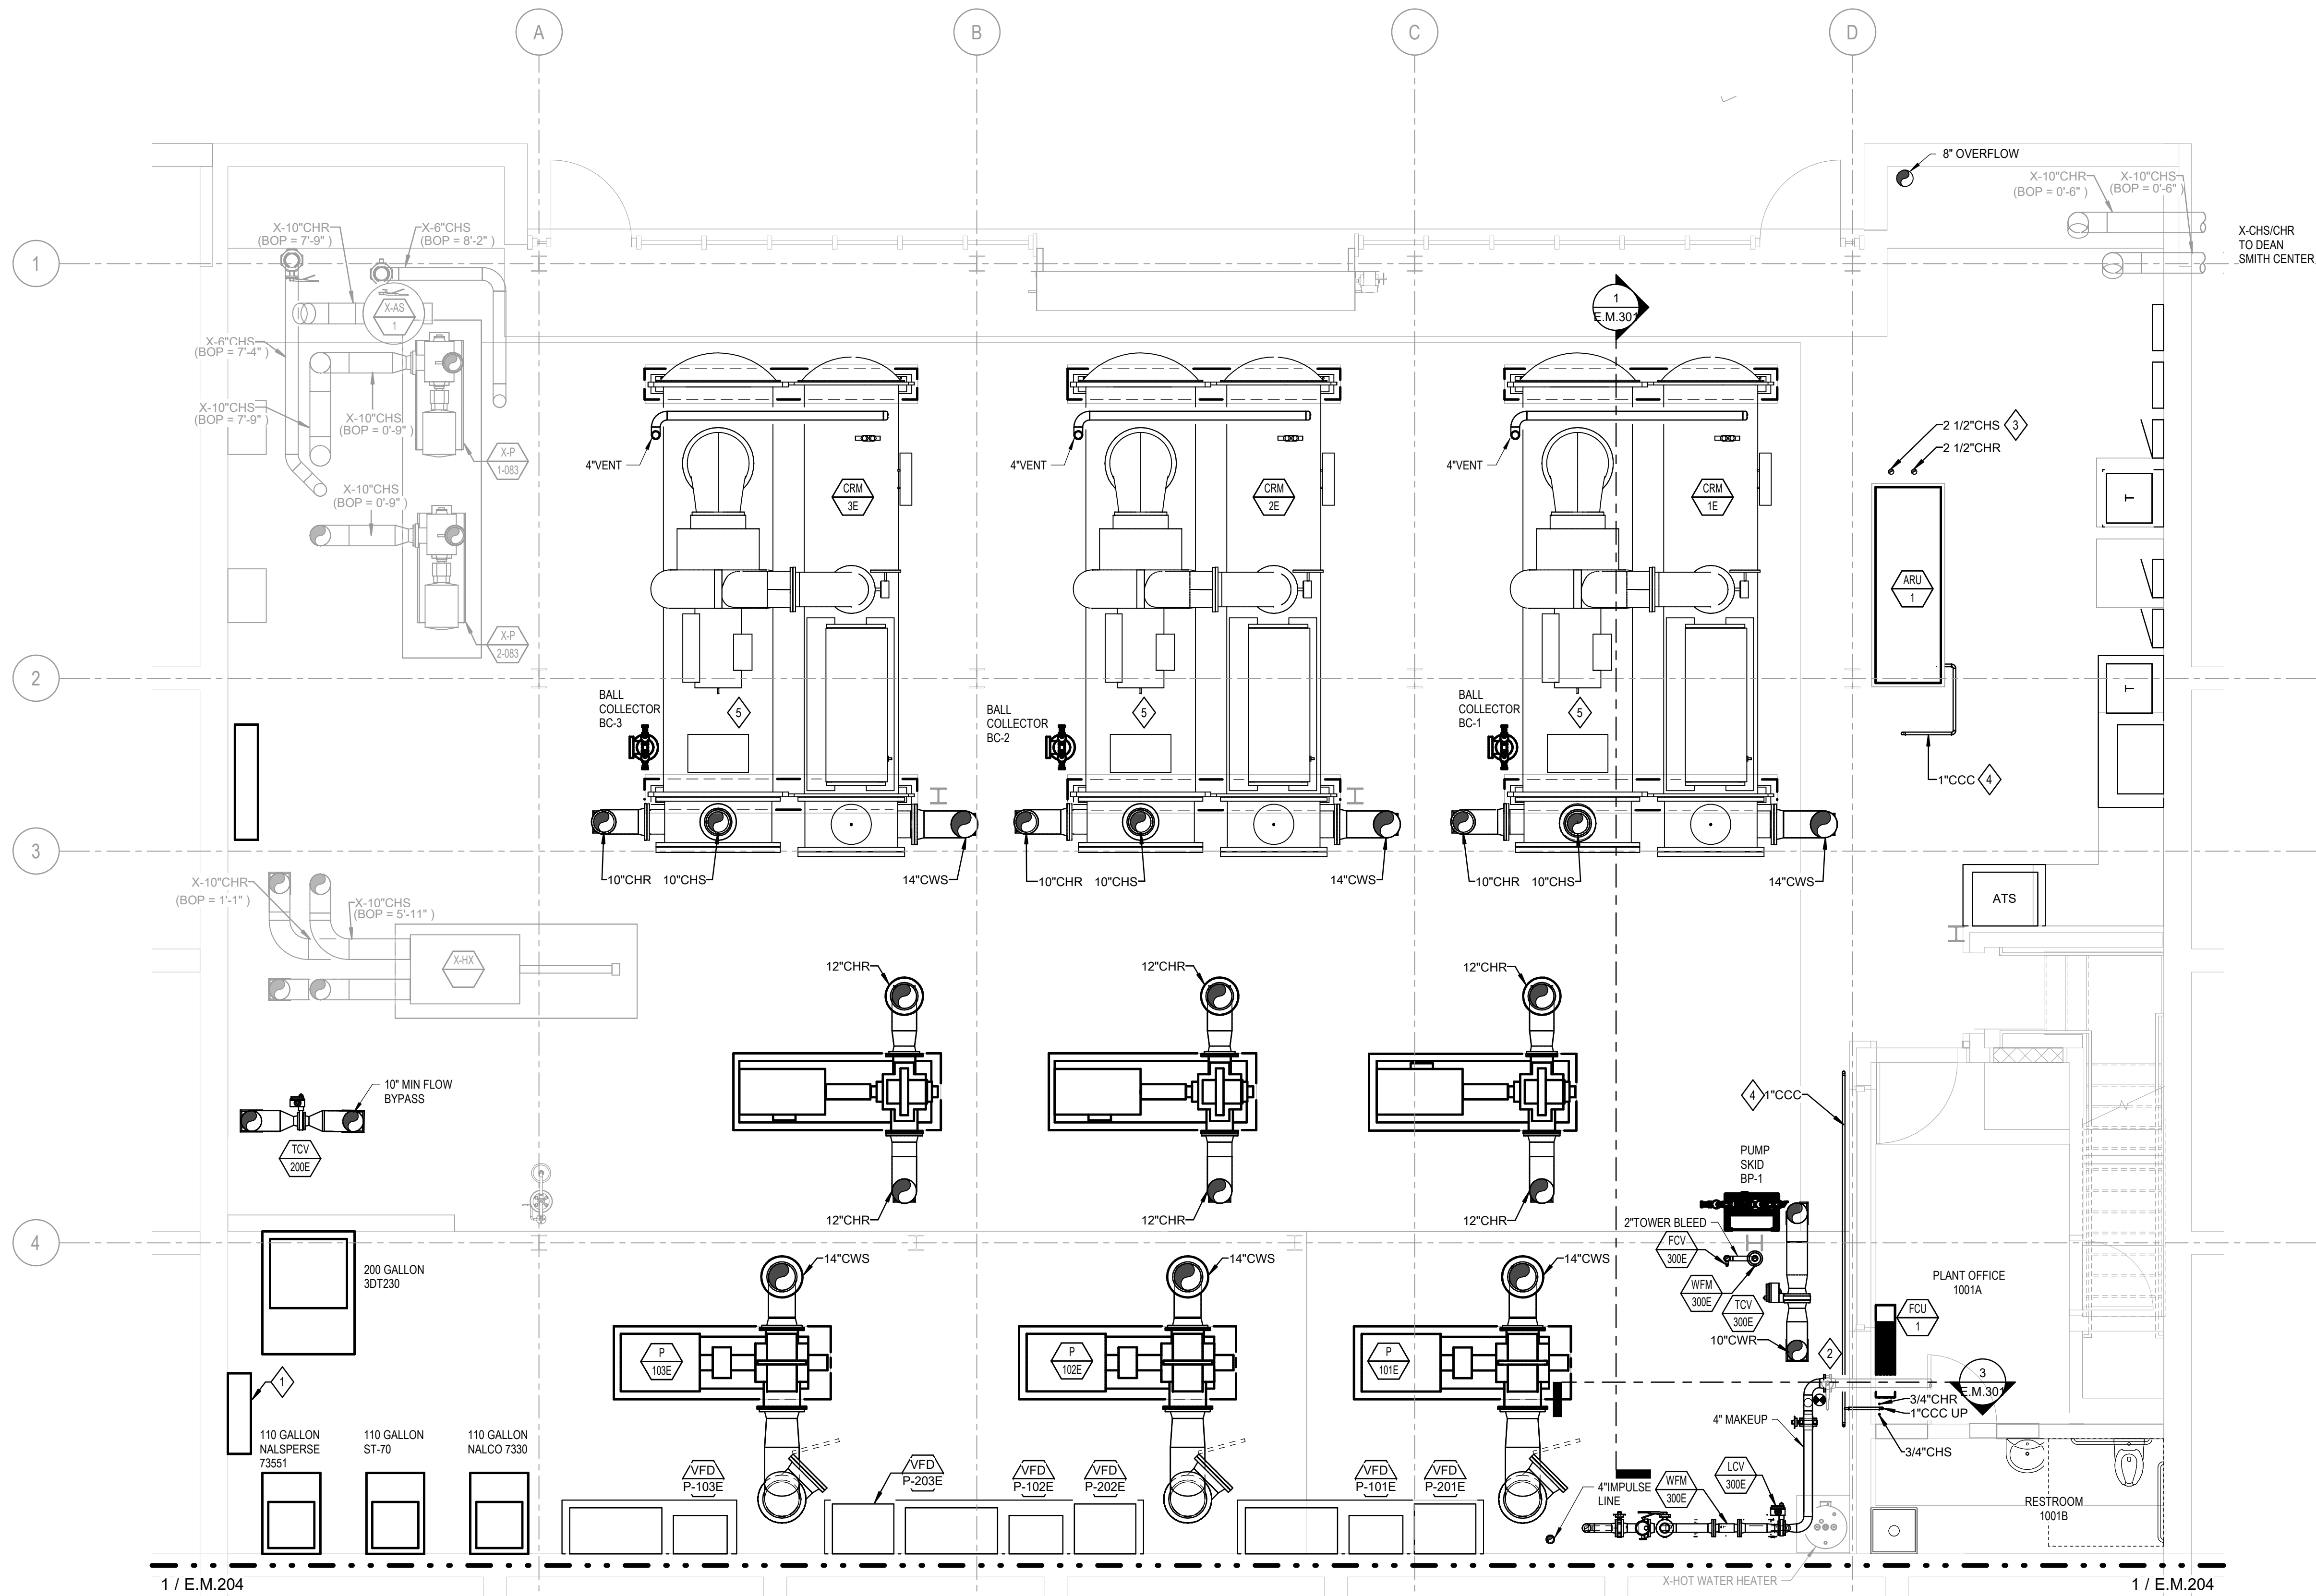 A
B
C
D
8" OVERFLOW
X-10"CHR
(BOP = 0'-6" )
X-10"CHS
(BOP = 0'-6" )
X-CHS/CHR
TO DEAN
SMITH CENTER
1
X-10"CHR
(BOP = 7'-9" )
X-6"CHS
(BOP = 8'-2" )
X-AS
1
X-6"CHS
(BOP = 7'-4" )
X-10"CHS
(BOP = 7'-9" )
X-10"CHS
(BOP = 0'-9" )
X-P
1-083
X-10"CHS
(BOP = 0'-9" )
X-P
2-083
1
E.M.301
4"VENT
4"VENT
4"VENT
CRM
3E
CRM
2E
CRM
1E
2 1/2"CHS
3
2 1/2"CHR
T
ARU
1
2
T
BALL
COLLECTOR
BC-3
5
BALL
COLLECTOR
BC-2
5
BALL
COLLECTOR
BC-1
5
1"CCC
4
3
10"CHR
10"CHS
14"CWS
10"CHR
10"CHS
14"CWS
10"CHR
10"CHS
14"CWS
ATS
X-10"CHR
(BOP = 1'-1" )
X-10"CHS
(BOP = 5'-11" )
X-HX
12"CHR
12"CHR
12"CHR
10" MIN FLOW
BYPASS
TCV
200E
4
1"CCC
PUMP
SKID
BP-1
12"CHR
12"CHR
12"CHR
2"TOWER BLEED
4
FCV
300E
WFM
300E
TCV
300E
10"CWR
2
PLANT OFFICE
1001A
FCU
1
200 GALLON
3DT230
14"CWS
14"CWS
14"CWS
P
103E
P
102E
P
101E
1
3
E.M.301
3/4"CHR
1"CCC UP
3/4"CHS
4" MAKEUP
110 GALLON
NALSPERSE
73551
110 GALLON
ST-70
110 GALLON
NALCO 7330
VFD
P-103E
VFD
P-203E
VFD
P-102E
VFD
P-202E
VFD
P-101E
VFD
P-201E
4"IMPULSE
LINE
WFM
300E
LCV
300E
RESTROOM
1001B
X-HOT WATER HEATER
1 / E.M.204
1 / E.M.204